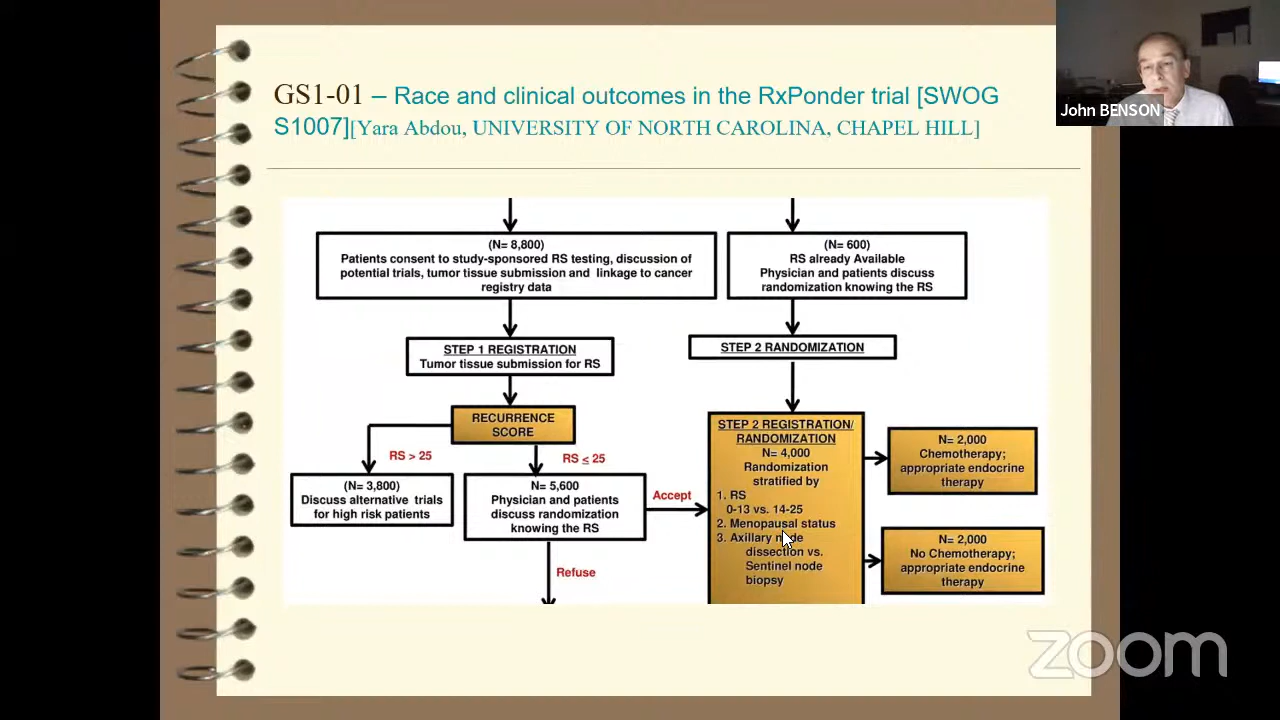 GS1-01 – Race and clinical outcomes in the RxPonder trial [SWOG
S1007][Yara Abdou, UNIVERSITY OF NORTH CAROLINA, CHAPEL HILL]
John BENSON
(N= 8,800)
Patients consent to study-sponsored RS testing, discussion of
potential trials, tumor tissue submission and linkage to cancer
registry data
(N= 600)
RS already Available
Physician and patients discuss
randomization knowing the RS
STEP 1 REGISTRATION
Tumor tissue submission for RS
STEP 2 RANDOMIZATION
RECURRENCE
SCORE
RS > 25
RS ≤ 25
(N= 3,800)
Discuss alternative trials
for high risk patients
N= 5,600
Physician and patients
discuss randomization
knowing the RS
Accept
Refuse
STEP 2 REGISTRATION/
RANDOMIZATION
N= 4,000
Randomization
stratified by
1. RS
0-13 vs. 14-25
2. Menopausal status
3. Axillary node
dissection vs.
Sentinel node
biopsy
N= 2,000
Chemotherapy;
appropriate endocrine
therapy
N= 2,000
No Chemotherapy;
appropriate endocrine
therapy
zoom